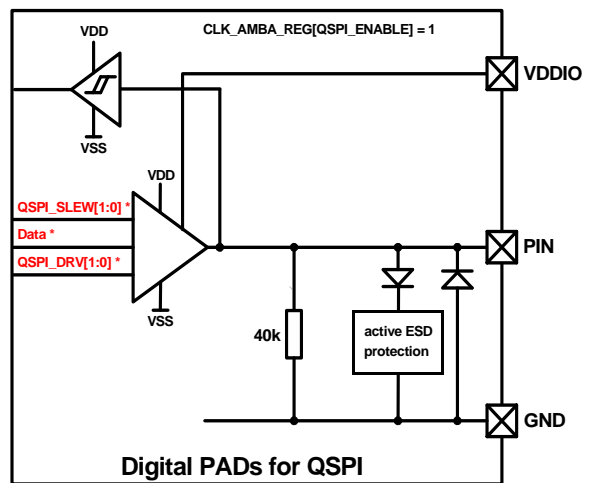 CLK_AMBA_REG[QSPI_ENABLE] = 1
VDD
VDDIO
VSS
VDD
QSPI_SLEW[1:0] *
Data *
QSPI_DRV[1:0] *
PIN
VSS
40k
active ESD
protection
GND
Digital PADs for QSPI